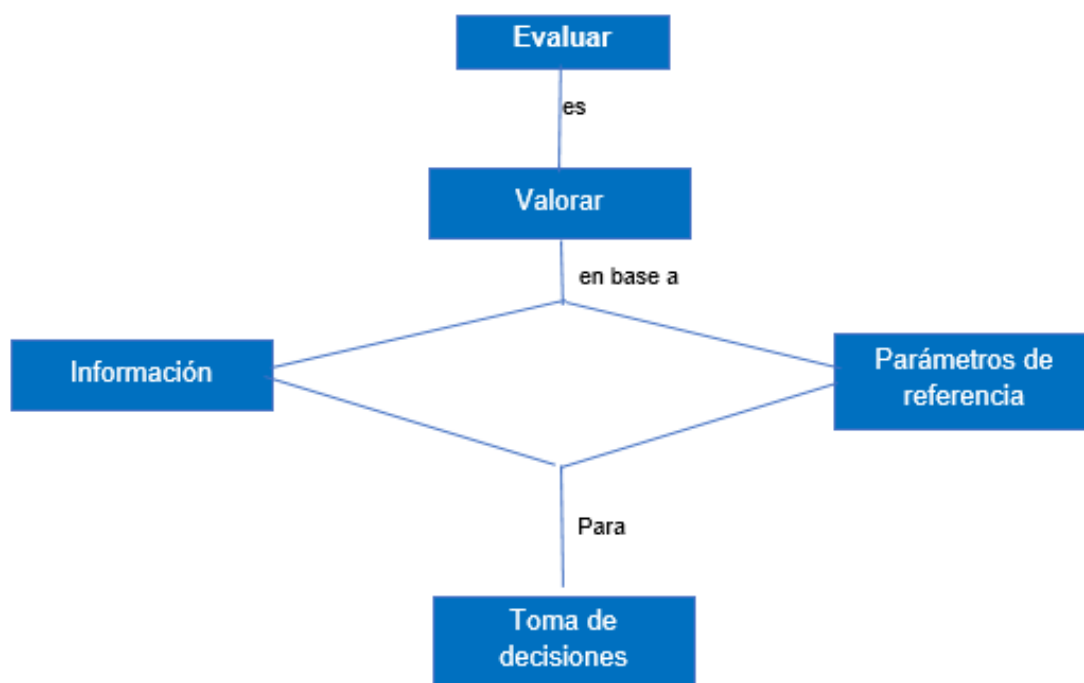 Evaluar
es
Valorar
en base a
Información
Parámetros de
referencia
Para
Toma de
decisiones